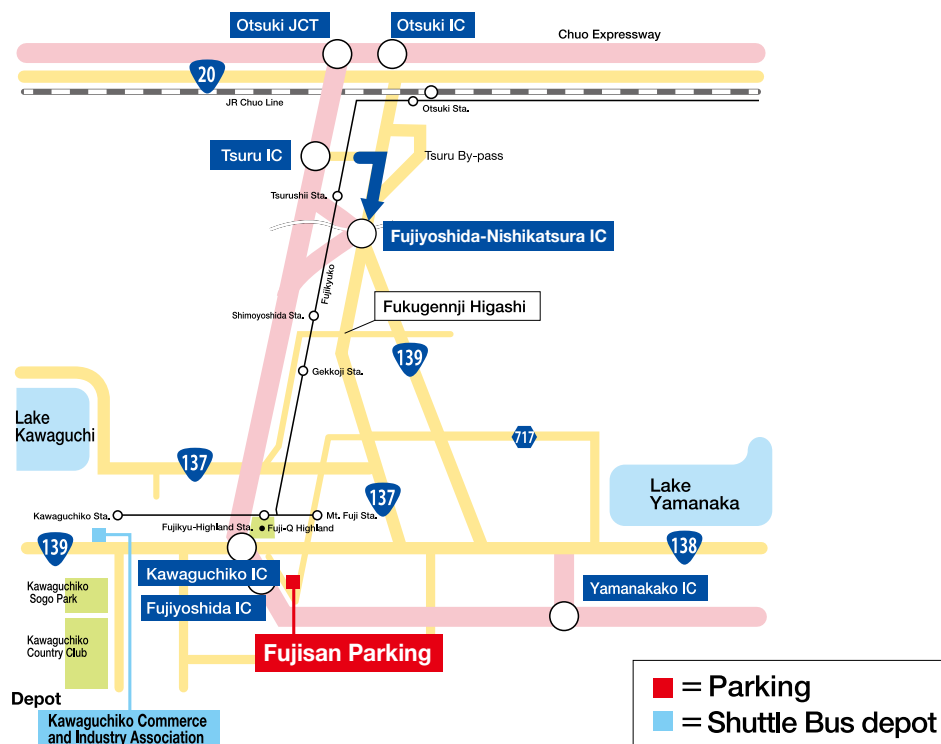 Otsuki JCT
Otsuki IC
Chuo Expressway
20
JR Chuo Line
Otsuki Sta.
Tsuru IC
Tsuru By-pass
Tsurushii Sta.
Fujiyoshida-Nishikatsura IC
Fujikyuko
Fukugennji Higashi
Shimoyoshida Sta.
139
Gekkoji Sta.
Lake
Kawaguchi
717
137
Lake
Yamanaka
137
Kawaguchiko Sta.
Mt. Fuji Sta.
Fujikyu-Highland Sta.
Fuji-Q Highland
139
138
Kawaguchiko IC
Kawaguchiko
Sogo Park
Fujiyoshida IC
Yamanakako IC
Kawaguchiko
Country Club
Fujisan Parking
Depot
Kawaguchiko Commerce
and Industry Association
= Parking
= Shuttle Bus depot